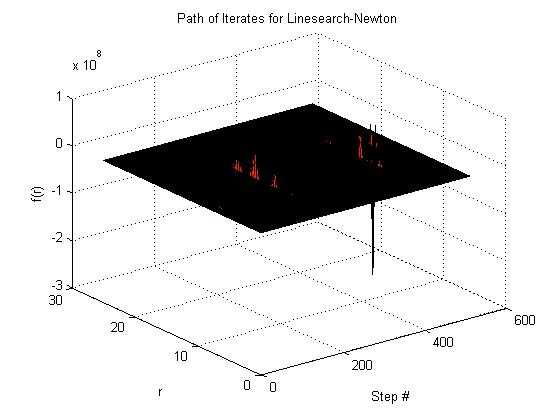 Path of Iterates for Linesearch-Newton
x 10^8
1
0
-1
-2
-3
f(r)
30
20
10
0
r
0
200
400
600
Step #